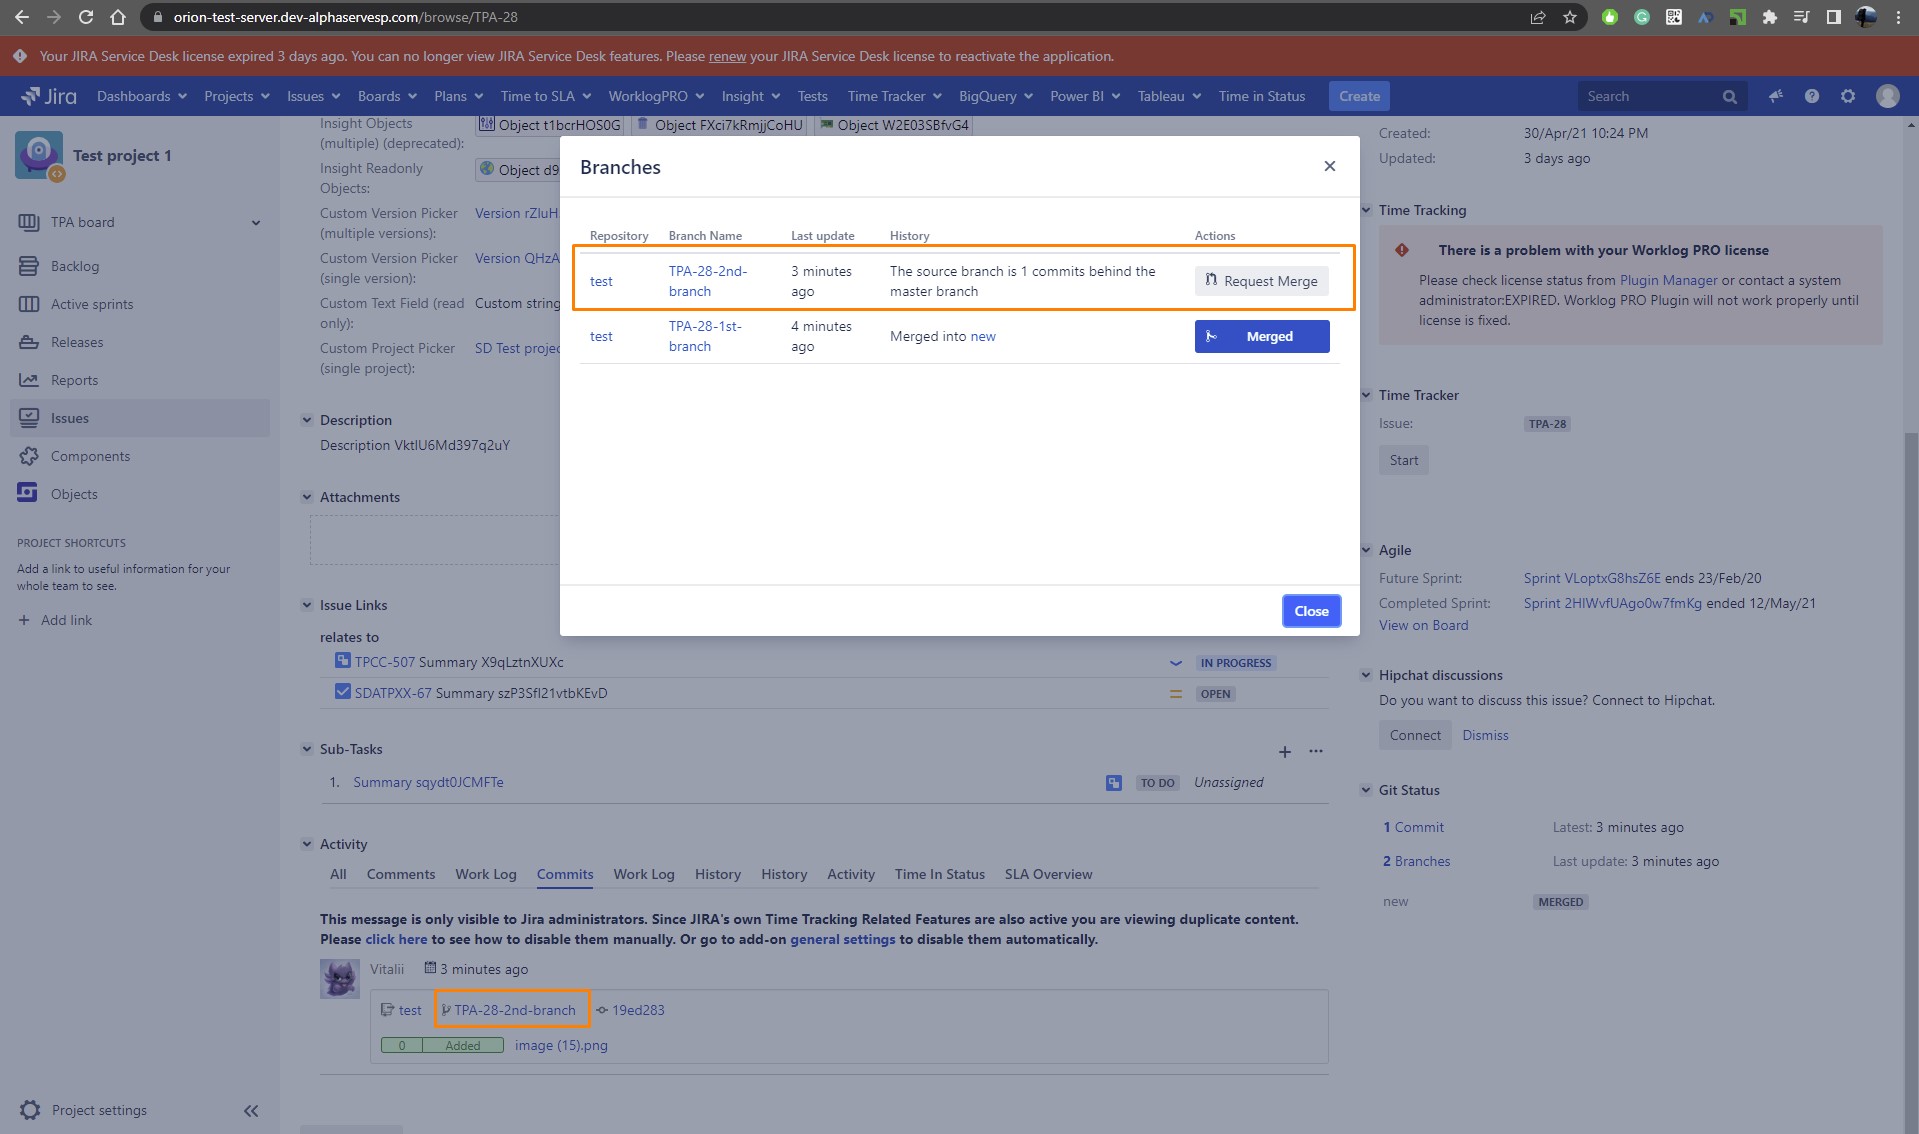 orion-test-server.dev-alphaservesp.com/browse/TPA-28
Your JIRA Service Desk license expired 3 days ago. You can no longer view JIRA Service Desk features. Please renew your JIRA Service Desk license to reactivate the application.
Jira Dashboards Projects Issues Boards Plans Time to SLA WorklogPRO Insight Tests Time Tracker BigQuery Power BI Tableau Time in Status Create Search
Test project 1
TPA board
Backlog
Active sprints
Releases
Reports
Issues
Components
Objects
PROJECT SHORTCUTS
Add a link to useful information for your
whole team to see.
+ Add link
Project settings
Insight Objects
(multiple) (deprecated):
Object t1bcrHOS0G Object FXci7kRmjjCoHU Object W2E03SBfvG4
Insight Readonly
Objects:
Object d9
Custom Version Picker
(multiple versions):
Version rZluH
Custom Version Picker
(single version):
Version QHzA
Custom Text Field (read
only):
Custom string
Custom Project Picker
(single project):
SD Test projec
Description
Description VktlU6Md397q2uY
Attachments
Issue Links
relates to
TPCC-507 Summary X9qLztnXUXc IN PROGRESS
SDATPXX-67 Summary szP3Sfl21vtbKEvD OPEN
Sub-Tasks
1. Summary sqydt0JCMFTe TO DO Unassigned
Activity
All Comments Work Log Commits Work Log History History Activity Time In Status SLA Overview
This message is only visible to Jira administrators. Since JIRA's own Time Tracking Related Features are also active you are viewing duplicate content.
Please click here to see how to disable them manually. Or go to add-on general settings to disable them automatically.
Vitalii 3 minutes ago
test TPA-28-2nd-branch 19ed283
0 Added image (15).png
Branches
Repository Branch Name Last update History Actions
test
TPA-28-2nd-
branch
3 minutes
ago
The source branch is 1 commits behind the
master branch
Request Merge
test
TPA-28-1st-
branch
4 minutes
ago
Merged into new
Merged
Close
Created: 30/Apr/21 10:24 PM
Updated: 3 days ago
Time Tracking
There is a problem with your Worklog PRO license
Please check license status from Plugin Manager or contact a system
administrator:EXPIRED. Worklog PRO Plugin will not work properly until
license is fixed.
Time Tracker
Issue: TPA-28
Start
Agile
Future Sprint: Sprint VLoptxG8hsZ6E ends 23/Feb/20
Completed Sprint: Sprint 2HIWvfUAgo0w7fmKg ended 12/May/21
View on Board
Hipchat discussions
Do you want to discuss this issue? Connect to Hipchat.
Connect Dismiss
Git Status
1 Commit Latest: 3 minutes ago
2 Branches Last update: 3 minutes ago
new MERGED